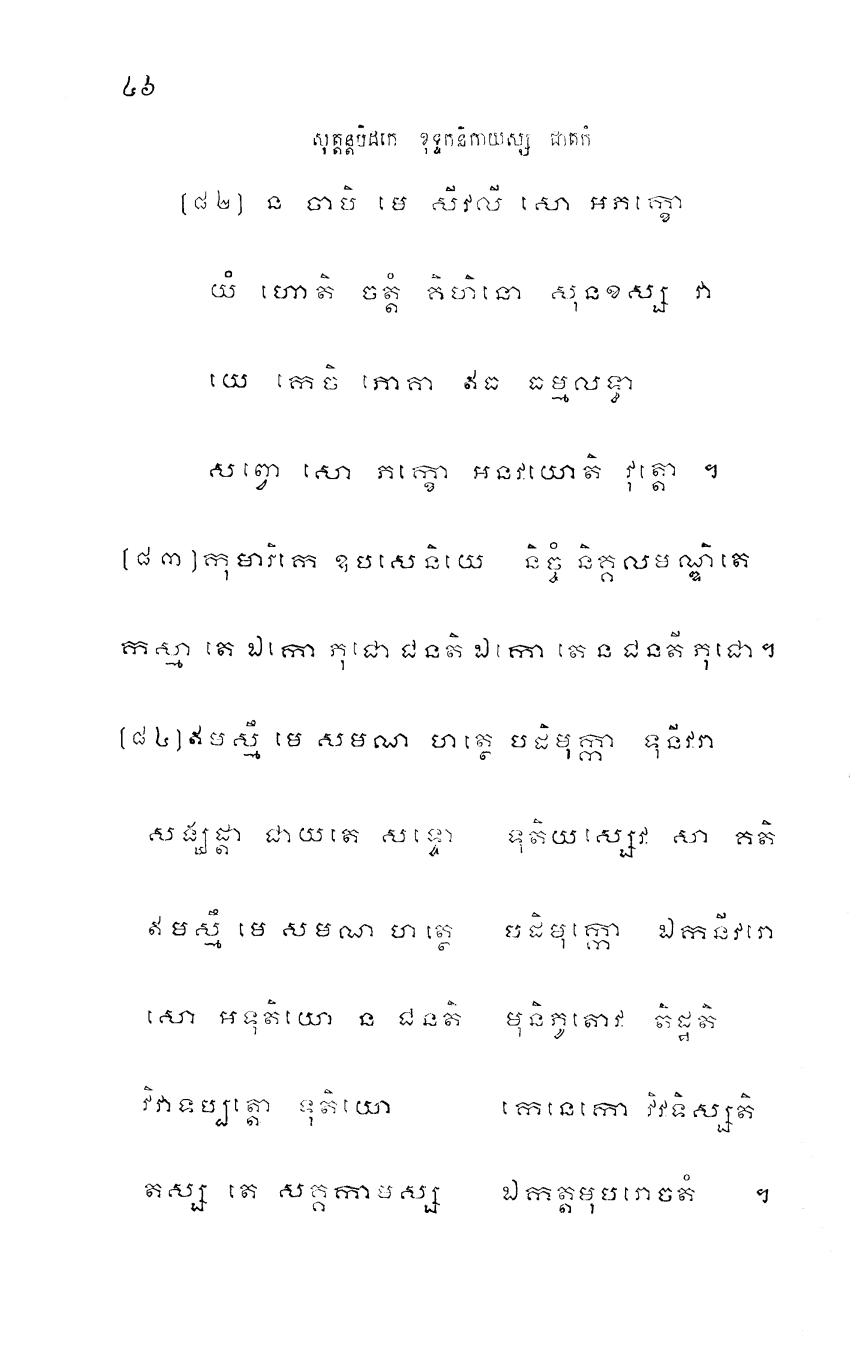 ៤៦
សុត្តន្តបិដកេ ខុទ្ទកនិកាយស្ស ជាតកំ
[៨២] ន ចាបិ មេ សីវលី សោ អភក្ខោ
យំ ហោតិ ចត្តំ គិហិនោ សុនខស្ស វា
យេ កេចិ ភោគា ឥធ ធម្មលទ្ធា
សព្វោ សោ ភក្ខោ អនវយោតិ វុត្តោ ។
[៨៣] កុមារិកេ ឧបសេនិយេ និច្ចំ និគ្គលមណ្ឌិតេ
កស្មា តេ ឯកោ ភុជោ ជនតិ ឯកោ តេ ន ជនតី ភុជោ ។
[៨៤] ឥមស្មឹ មេ សមណ ហត្ថេ បដិមុក្កា ទុនីវរា
សង្ឃដ្តា ជាយតេ សទ្ទោ ទុតិយស្សេវ សា គតិ
ឥមស្មឹ មេ សមណ ហត្ថេ បដិមុក្កោ ឯកនីវរោ
សោ អទុតិយោ ន ជនតិ មុនិភូតោវ តិដ្ឋតិ
វិវាទប្បត្តោ ទុតិយោ កេនេកោ វិវទិស្សតិ
តស្ស តេ សគ្គកាមស្ស ឯកត្តមុបរោចតំ ។